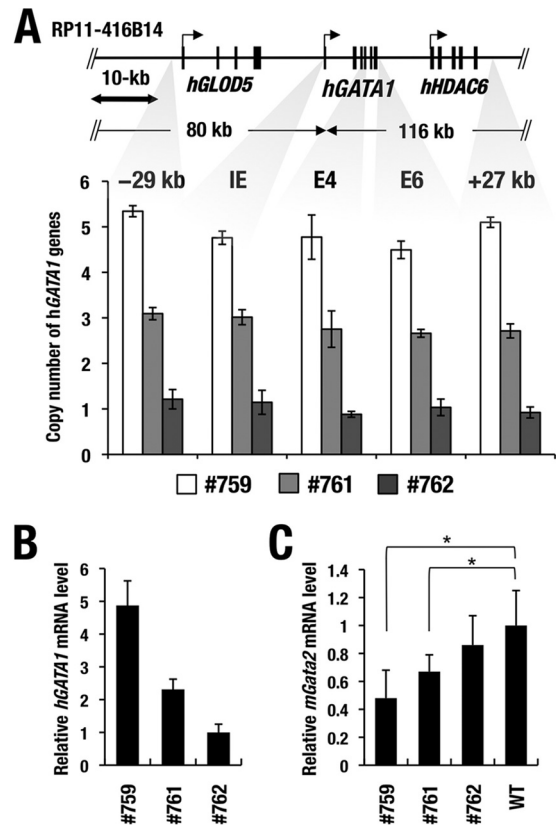 A
RP11-416B14
10-kb
hGLOD5
hGATA1
hHDAC6
80 kb
116 kb
−29 kb IE E4 E6 +27 kb
Copy number of hGATA1 genes
6
5
4
3
2
1
0
#759 #761 #762
B
Relative hGATA1 mRNA level
6
5
4
3
2
1
0
#759
#761
#762
C
Relative mGata2 mRNA level
1.4
1.2
1
0.8
0.6
0.4
0.2
0
*
*
#759
#761
#762
WT